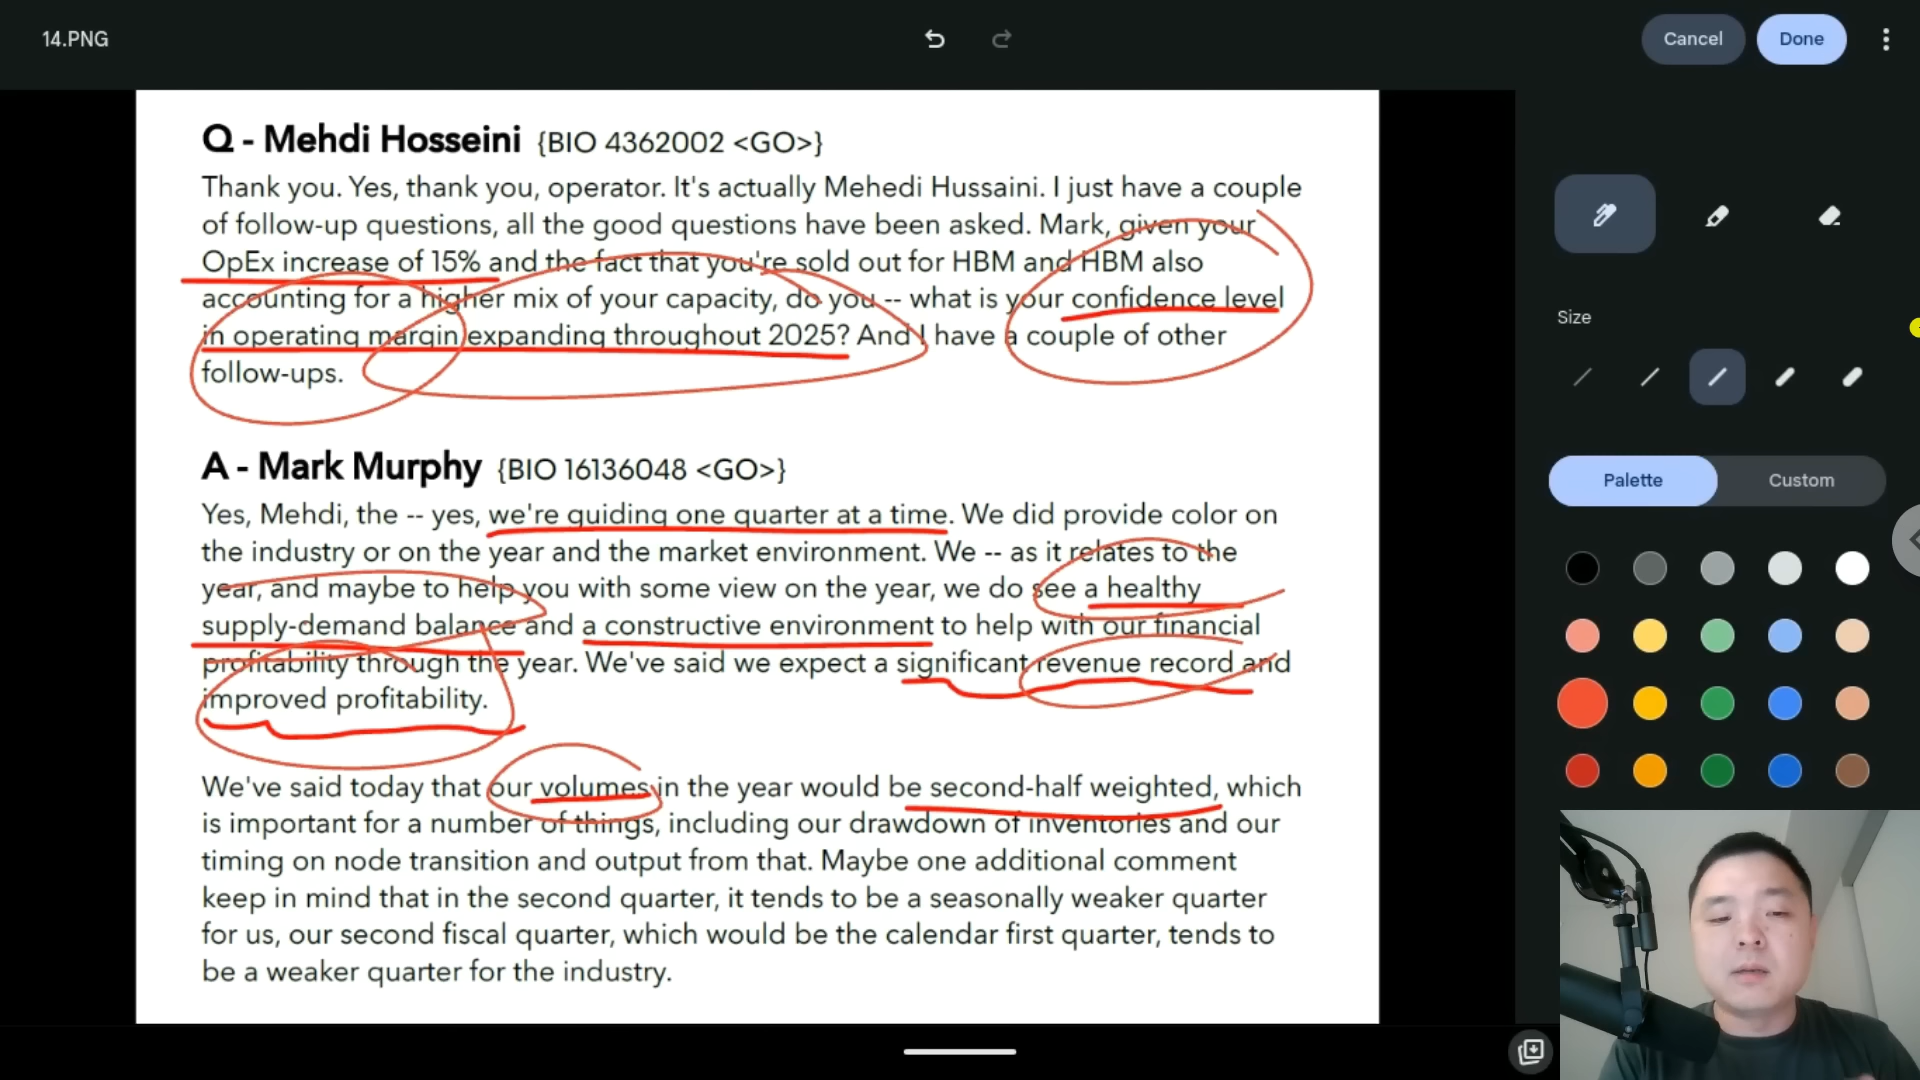 14.PNG
Cancel
Done
Q - Mehdi Hosseini {BIO 4362002 <GO>}
Thank you. Yes, thank you, operator. It's actually Mehedi Hussaini. I just have a couple
of follow-up questions, all the good questions have been asked. Mark, given your
OpEx increase of 15% and the fact that you're sold out for HBM and HBM also
accounting for a higher mix of your capacity, do you -- what is your confidence level
in operating margin expanding throughout 2025? And I have a couple of other
follow-ups.
A - Mark Murphy {BIO 16136048 <GO>}
Yes, Mehdi, the -- yes, we're guiding one quarter at a time. We did provide color on
the industry or on the year and the market environment. We -- as it relates to the
year, and maybe to help you with some view on the year, we do see a healthy
supply-demand balance and a constructive environment to help with our financial
profitability through the year. We've said we expect a significant revenue record and
improved profitability.
We've said today that our volumes in the year would be second-half weighted, which
is important for a number of things, including our drawdown of inventories and our
timing on node transition and output from that. Maybe one additional comment
keep in mind that in the second quarter, it tends to be a seasonally weaker quarter
for us, our second fiscal quarter, which would be the calendar first quarter, tends to
be a weaker quarter for the industry.
Size
Palette
Custom